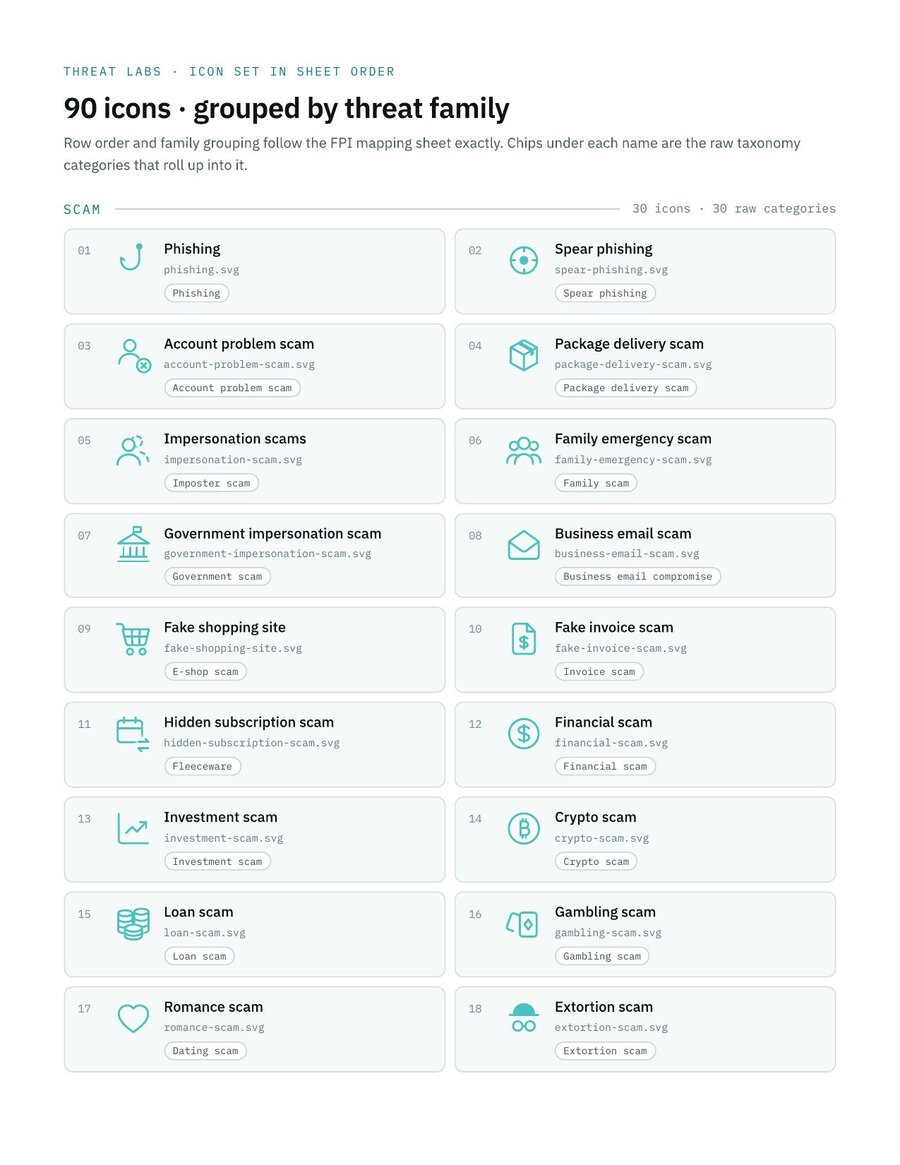 THREAT LABS · ICON SET IN SHEET ORDER
90 icons · grouped by threat family
Row order and family grouping follow the FPI mapping sheet exactly. Chips under each name are the raw taxonomy
categories that roll up into it.
SCAM
30 icons · 30 raw categories
01
Phishing
phishing.svg
Phishing
02
Spear phishing
spear-phishing.svg
Spear phishing
03
Account problem scam
account-problem-scam.svg
Account problem scam
04
Package delivery scam
package-delivery-scam.svg
Package delivery scam
05
Impersonation scams
impersonation-scam.svg
Imposter scam
06
Family emergency scam
family-emergency-scam.svg
Family scam
07
Government impersonation scam
government-impersonation-scam.svg
Government scam
08
Business email scam
business-email-scam.svg
Business email compromise
09
Fake shopping site
fake-shopping-site.svg
E-shop scam
10
Fake invoice scam
fake-invoice-scam.svg
Invoice scam
11
Hidden subscription scam
hidden-subscription-scam.svg
Fleeceware
12
Financial scam
financial-scam.svg
Financial scam
13
Investment scam
investment-scam.svg
Investment scam
14
Crypto scam
crypto-scam.svg
Crypto scam
15
Loan scam
loan-scam.svg
Loan scam
16
Gambling scam
gambling-scam.svg
Gambling scam
17
Romance scam
romance-scam.svg
Dating scam
18
Extortion scam
extortion-scam.svg
Extortion scam